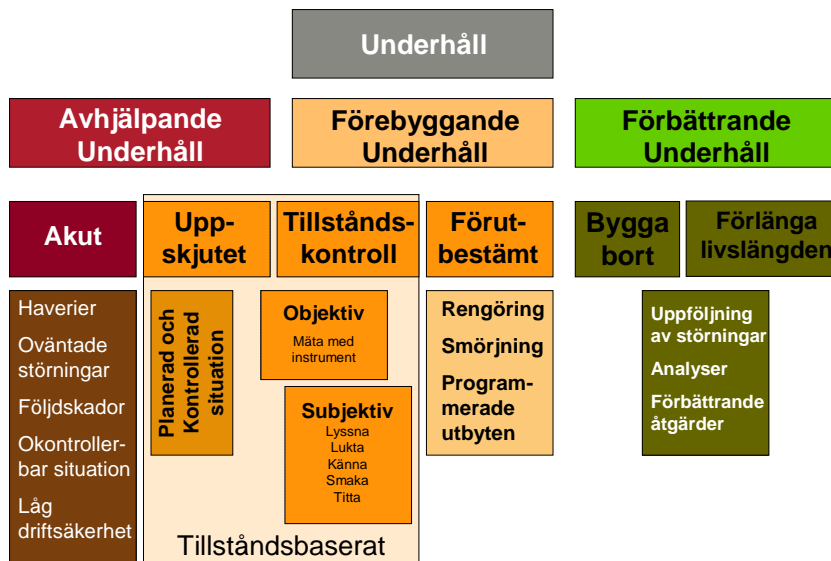 Underhåll
Avhjälpande
Underhåll
Förebyggande
Underhåll
Förbättrande
Underhåll
Akut
Upp-
skjutet
Tillstånds-
kontroll
Förut-
bestämt
Bygga
bort
Förlänga
livslängden
Haverier
Oväntade
störningar
Följdskador
Okontroller-
bar situation
Låg
driftsäkerhet
Planerad och
Kontrollerad
situation
Objektiv
Mäta med
instrument
Subjektiv
Lyssna
Lukta
Känna
Smaka
Titta
Tillståndsbaserat
Rengöring
Smörjning
Program-
merade
utbyten
Uppföljning
av störningar
Analyser
Förbättrande
åtgärder